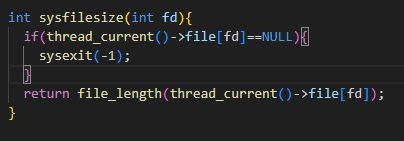 int sysfilesize(int fd){
  if(thread_current()->file[fd]==NULL){
    sysexit(-1);
  }
  return file_length(thread_current()->file[fd]);
}